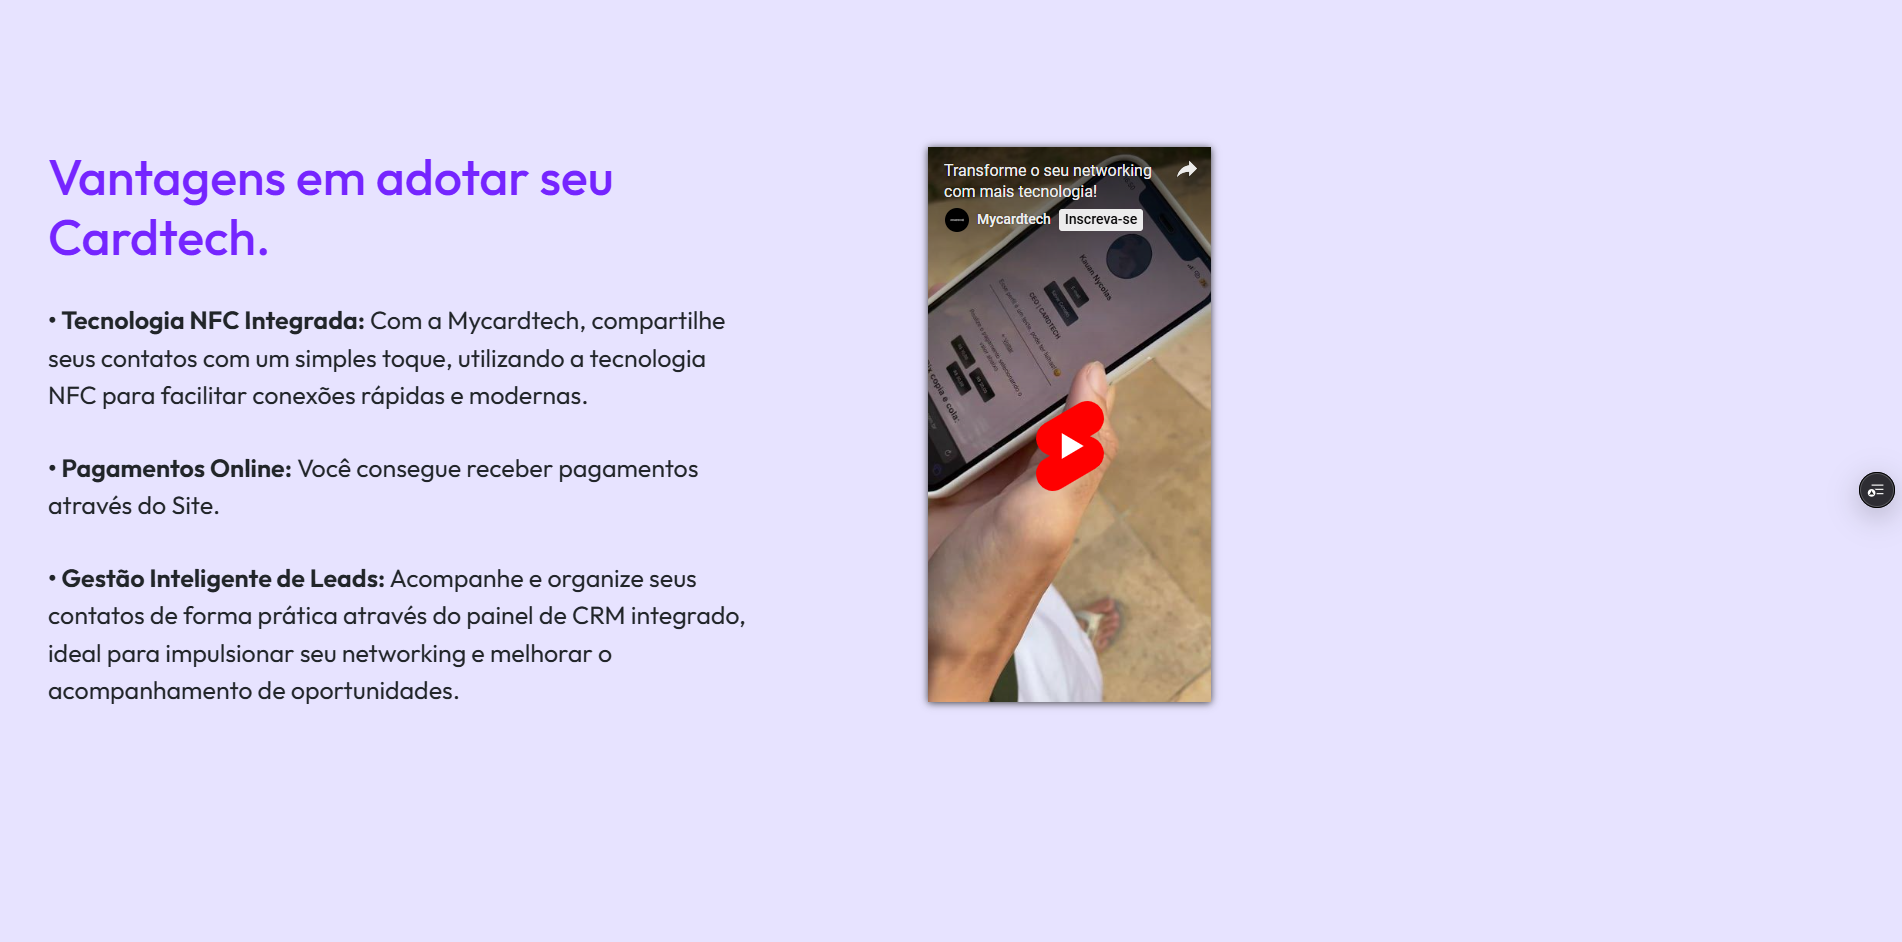 Vantagens em adotar seu
Cardtech.
• Tecnologia NFC Integrada: Com a Mycardtech, compartilhe
seus contatos com um simples toque, utilizando a tecnologia
NFC para facilitar conexões rápidas e modernas.
• Pagamentos Online: Você consegue receber pagamentos
através do Site.
• Gestão Inteligente de Leads: Acompanhe e organize seus
contatos de forma prática através do painel de CRM integrado,
ideal para impulsionar seu networking e melhorar o
acompanhamento de oportunidades.
Transforme o seu networking
com mais tecnologia!
Mycardtech Inscreva-se
Kauan Nycolas
CEO | CARDTECH
copia e cola: